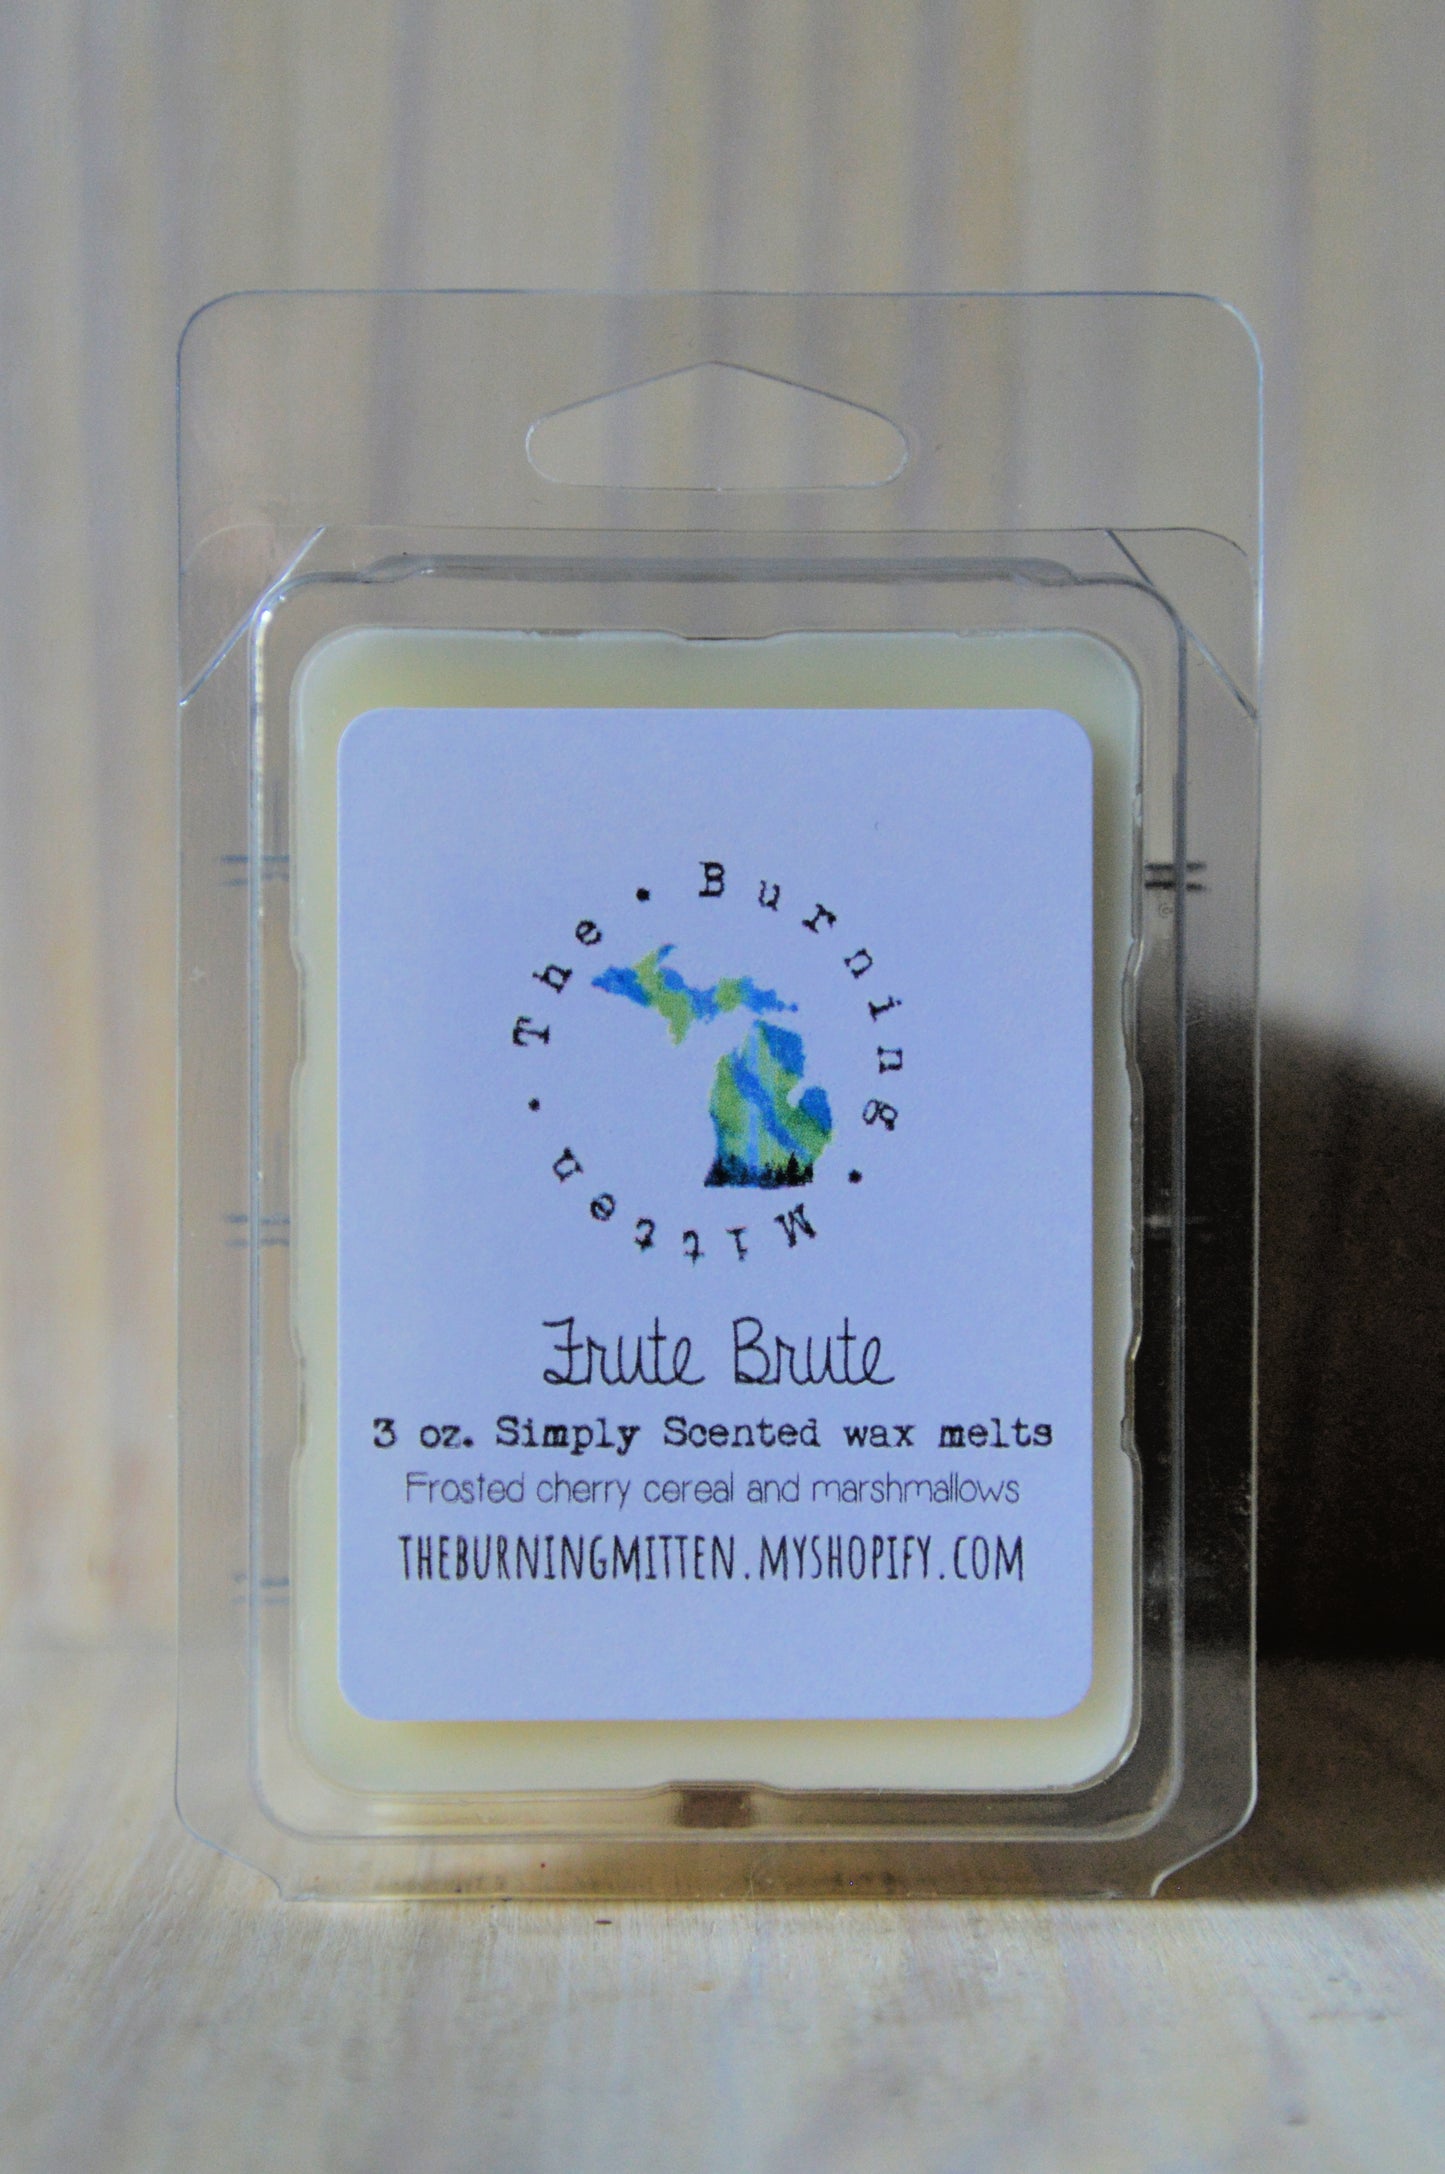 The • Burning • Mitten •
Frute Brute
3 oz. Simply Scented wax melts
Frosted cherry cereal and marshmallows
THEBURNINGMITTEN.MYSHOPIFY.COM